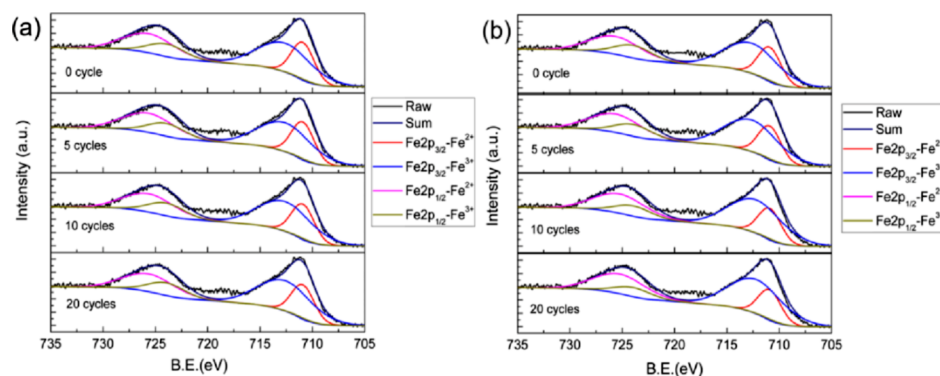 (a)
Intensity (a.u.)
0 cycle
5 cycles
10 cycles
20 cycles
735 730 725 720 715 710 705
B.E.(eV)
Raw
Sum
Fe2p3/2-Fe2+
Fe2p3/2-Fe3+
Fe2p1/2-Fe2+
Fe2p1/2-Fe3+
(b)
Intensity (a.u.)
0 cycle
5 cycles
10 cycles
20 cycles
735 730 725 720 715 710 705
B.E.(eV)
Raw
Sum
Fe2p3/2-Fe2
Fe2p3/2-Fe3
Fe2p1/2-Fe2
Fe2p1/2-Fe3